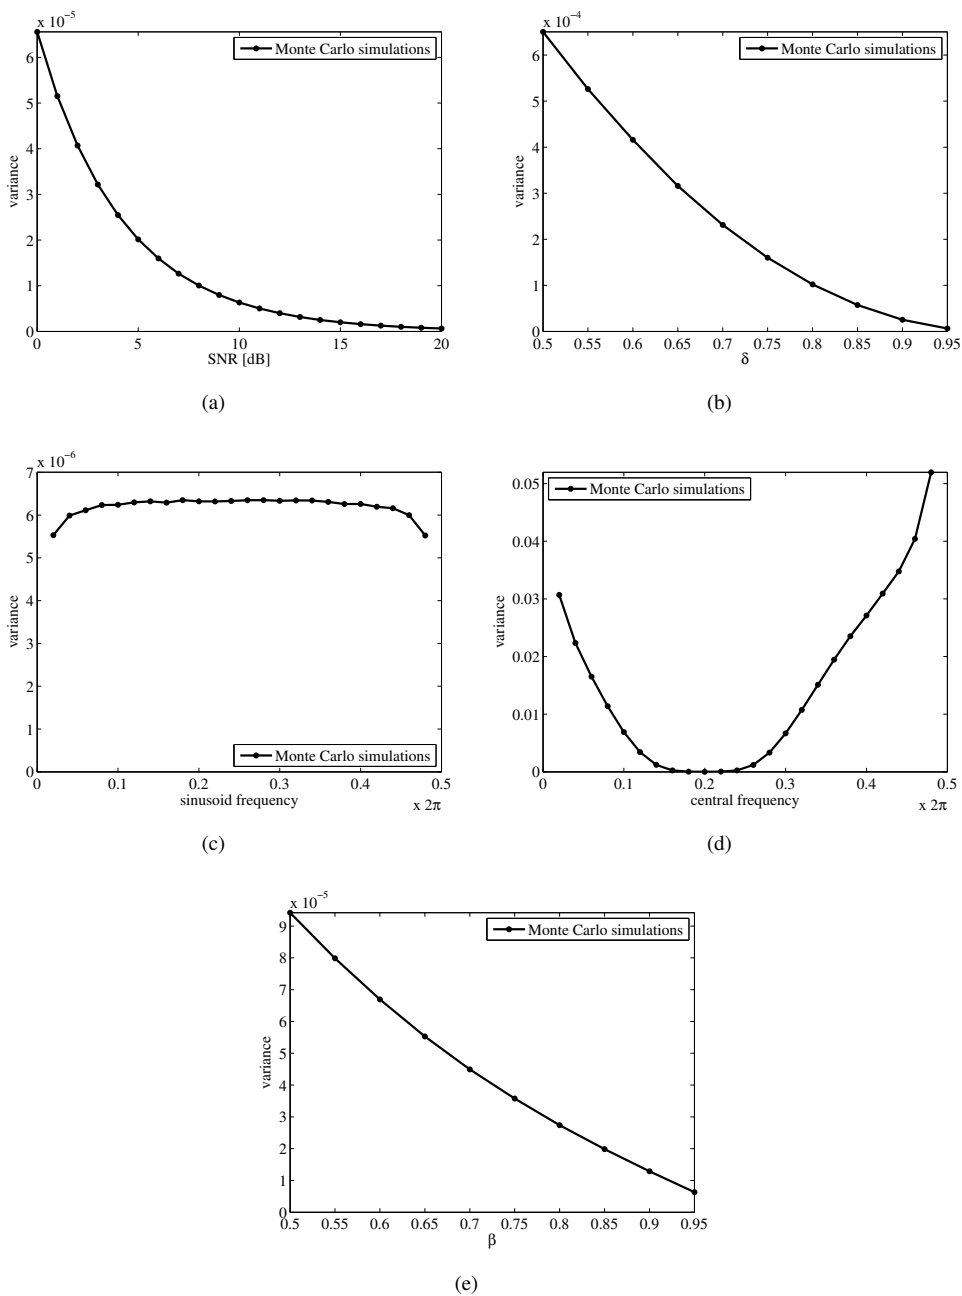 x 10⁻⁵
Monte Carlo simulations
6
5
4
3
2
1
0
variance
0 5 10 15 20
SNR [dB]
(a)
x 10⁻⁴
Monte Carlo simulations
6
5
4
3
2
1
0
variance
0.5 0.55 0.6 0.65 0.7 0.75 0.8 0.85 0.9 0.95
δ
(b)
x 10⁻⁶
7
6
5
4
3
2
1
0
variance
Monte Carlo simulations
0 0.1 0.2 0.3 0.4 0.5
sinusoid frequency
x 2π
(c)
Monte Carlo simulations
0.05
0.04
0.03
0.02
0.01
0
variance
0 0.1 0.2 0.3 0.4 0.5
central frequency
x 2π
(d)
x 10⁻⁵
Monte Carlo simulations
9
8
7
6
5
4
3
2
1
0
variance
0.5 0.55 0.6 0.65 0.7 0.75 0.8 0.85 0.9 0.95
β
(e)